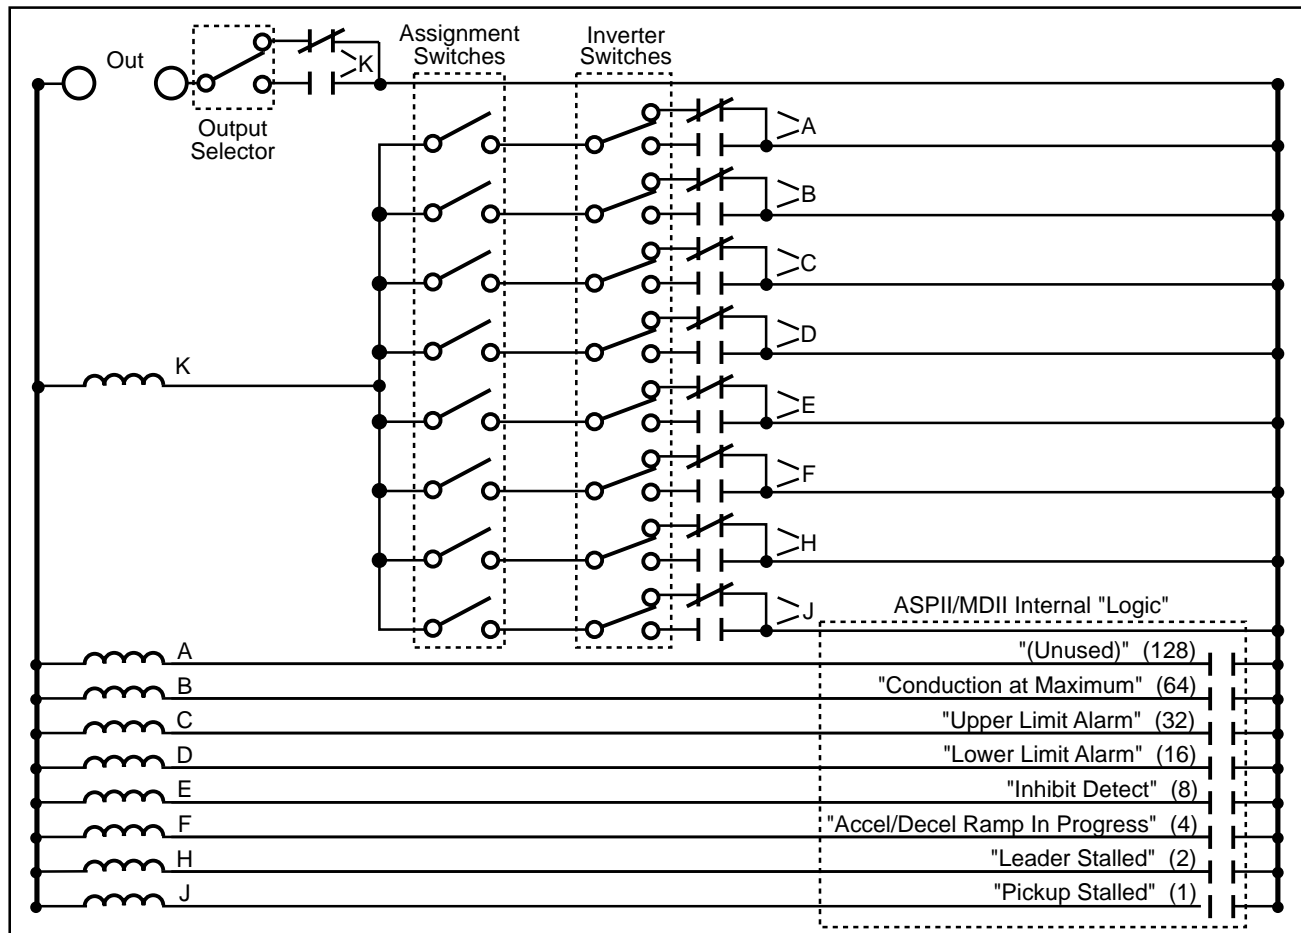 Out
K
Output
Selector
Assignment
Switches
Inverter
Switches
A
B
C
D
K
E
F
H
J
ASPII/MDII Internal "Logic"
A
"(Unused)" (128)
B
"Conduction at Maximum" (64)
C
"Upper Limit Alarm" (32)
D
"Lower Limit Alarm" (16)
E
"Inhibit Detect" (8)
F
"Accel/Decel Ramp In Progress" (4)
H
"Leader Stalled" (2)
J
"Pickup Stalled" (1)